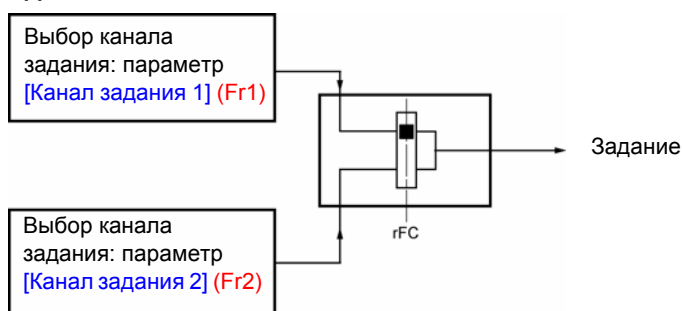 Выбор канала
задания: параметр
[Канал задания 1] (Fr1)
Задание
rFC
Выбор канала
задания: параметр
[Канал задания 2] (Fr2)